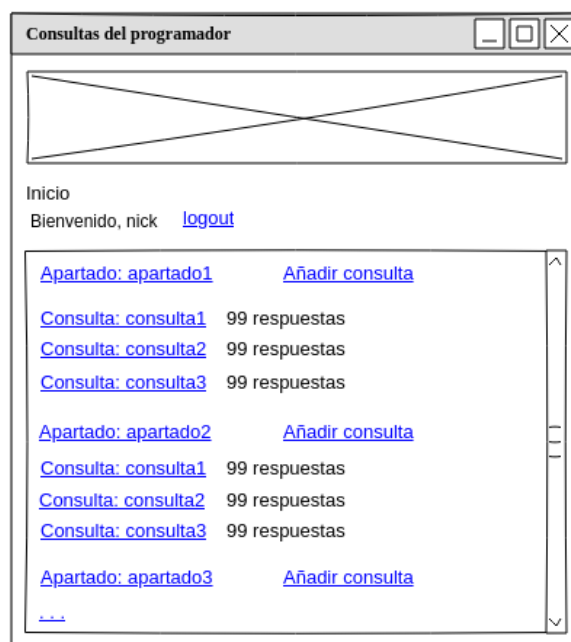 Consultas del programador
Inicio
Bienvenido, nick logout
Apartado: apartado1 Añadir consulta
Consulta: consulta1 99 respuestas
Consulta: consulta2 99 respuestas
Consulta: consulta3 99 respuestas
Apartado: apartado2 Añadir consulta
Consulta: consulta1 99 respuestas
Consulta: consulta2 99 respuestas
Consulta: consulta3 99 respuestas
Apartado: apartado3 Añadir consulta
. . .